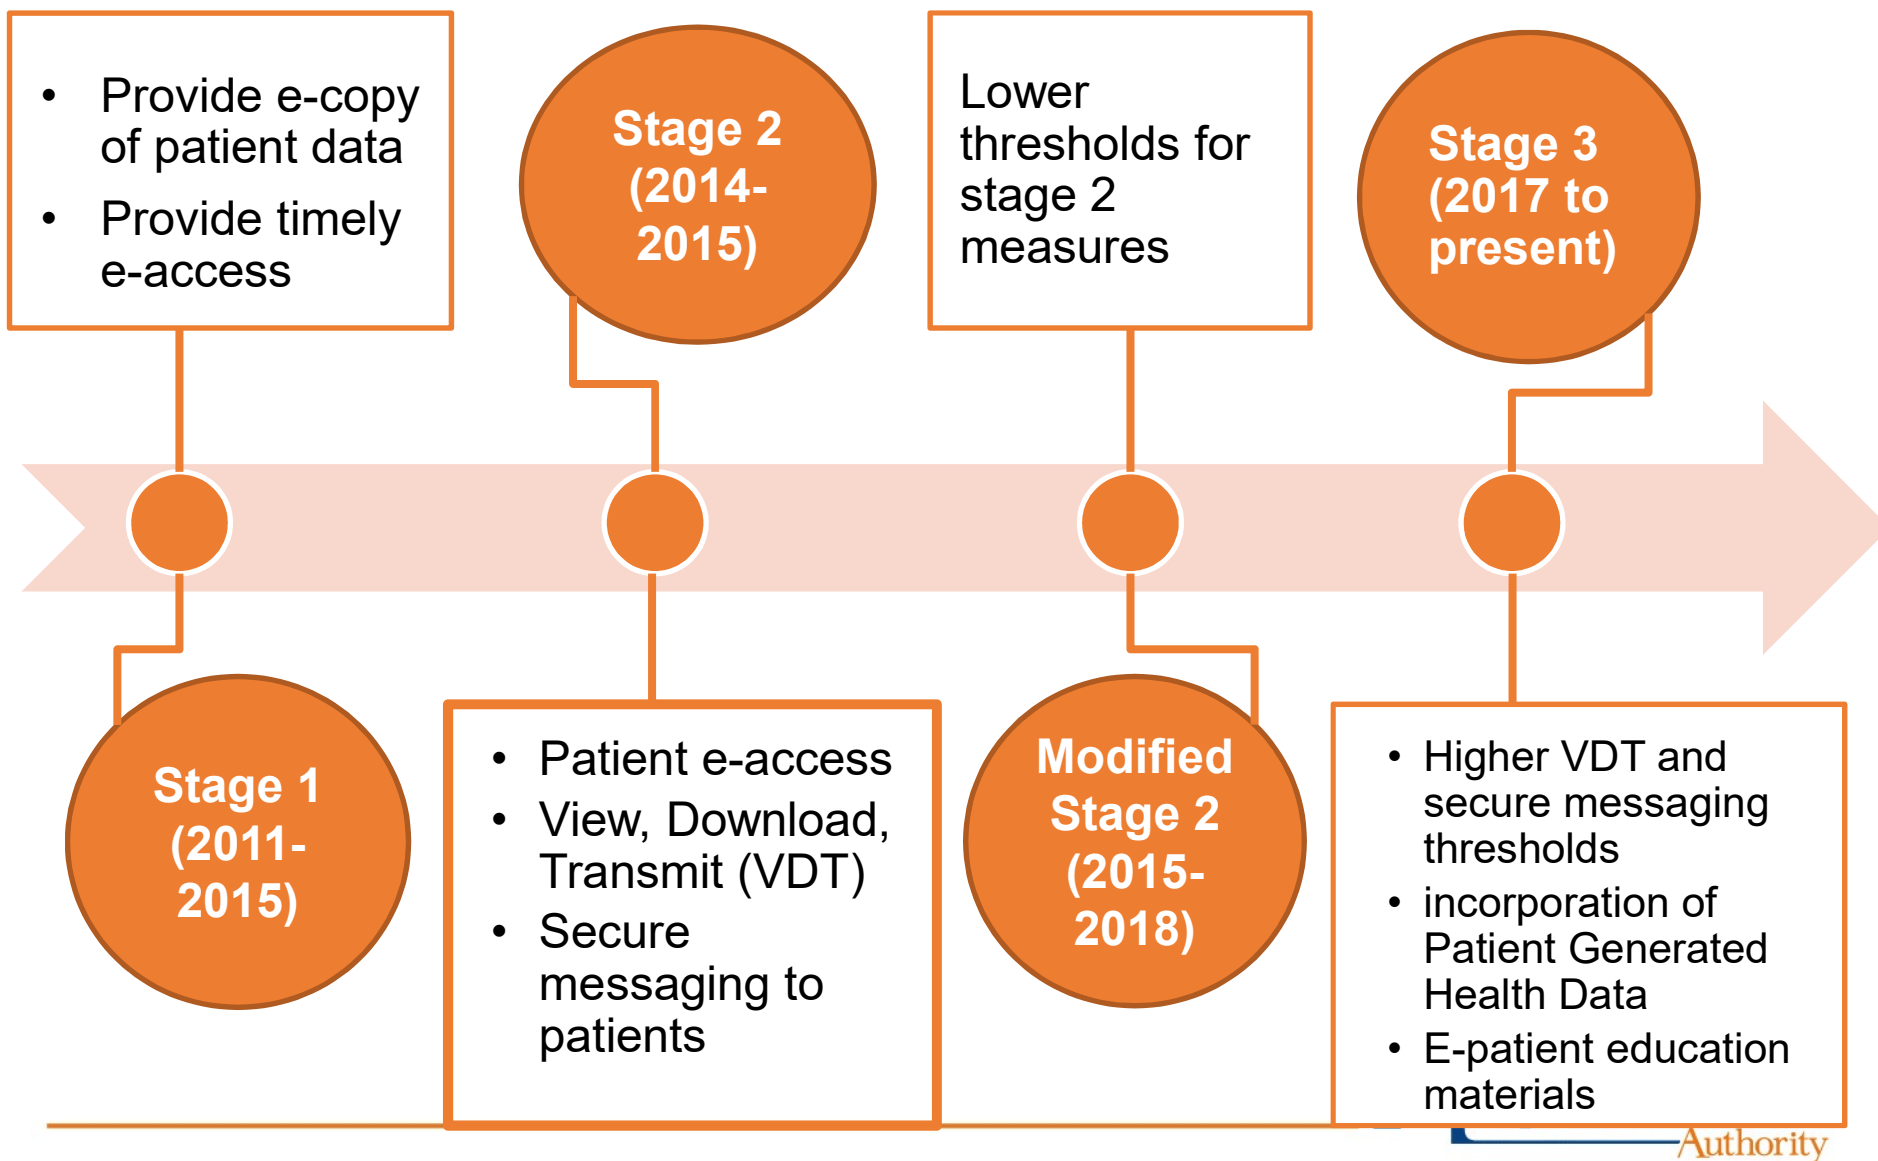 • Provide e-copy
of patient data
• Provide timely
e-access
Stage 2
(2014-
2015)
Lower
thresholds for
stage 2
measures
Stage 3
(2017 to
present)
Stage 1
(2011-
2015)
• Patient e-access
• View, Download,
Transmit (VDT)
• Secure
messaging to
patients
Modified
Stage 2
(2015-
2018)
• Higher VDT and
secure messaging
thresholds
• incorporation of
Patient Generated
Health Data
• E-patient education
materials
Authority